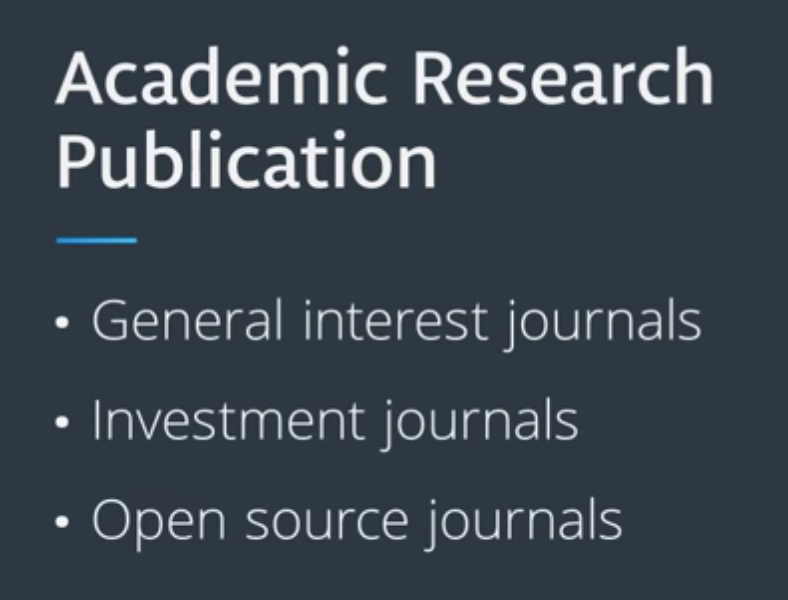 Academic Research
Publication
• General interest journals
• Investment journals
• Open source journals